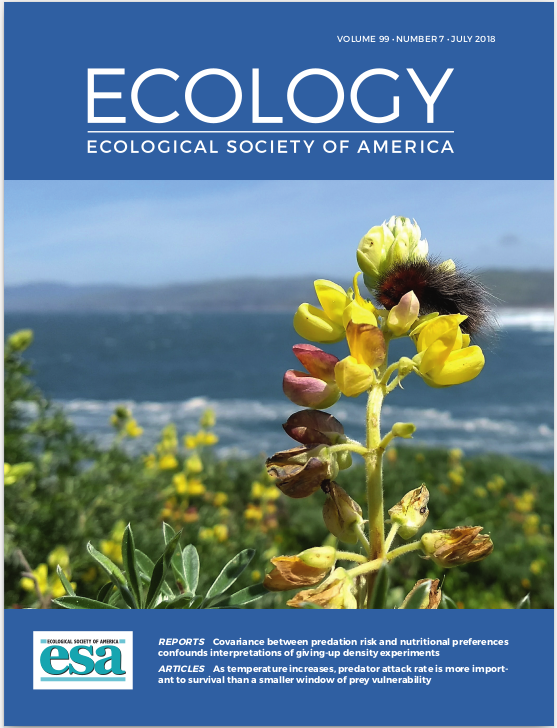 VOLUME 99 • NUMBER 7 • JULY 2018
ECOLOGY
ECOLOGICAL SOCIETY OF AMERICA
ECOLOGICAL SOCIETY OF AMERICA
esa
REPORTS Covariance between predation risk and nutritional preferences
confounds interpretations of giving-up density experiments
ARTICLES As temperature increases, predator attack rate is more import-
ant to survival than a smaller window of prey vulnerability